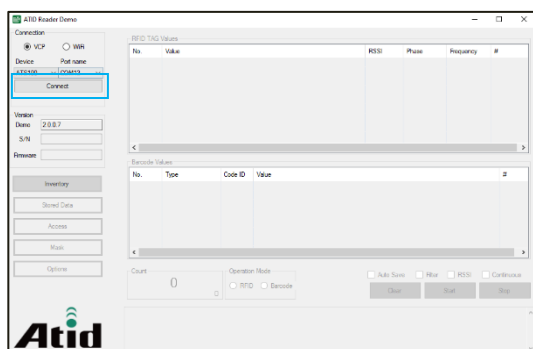 ATID Reader Demo
Connection
VCP WiFi
Device Port name
ATS100 COM12
Connect
Version
Demo 2.0.0.7
S/N
Firmware
Inventory
Stored Data
Access
Mask
Options
Atid
RFID TAG Values
No. Value RSSI Phase Frequency #
Barcode Values
No. Type Code ID Value #
Count
0
0
Operation Mode
RFID Barcode
Auto Save Filter RSSI Continuous
Clear Start Stop